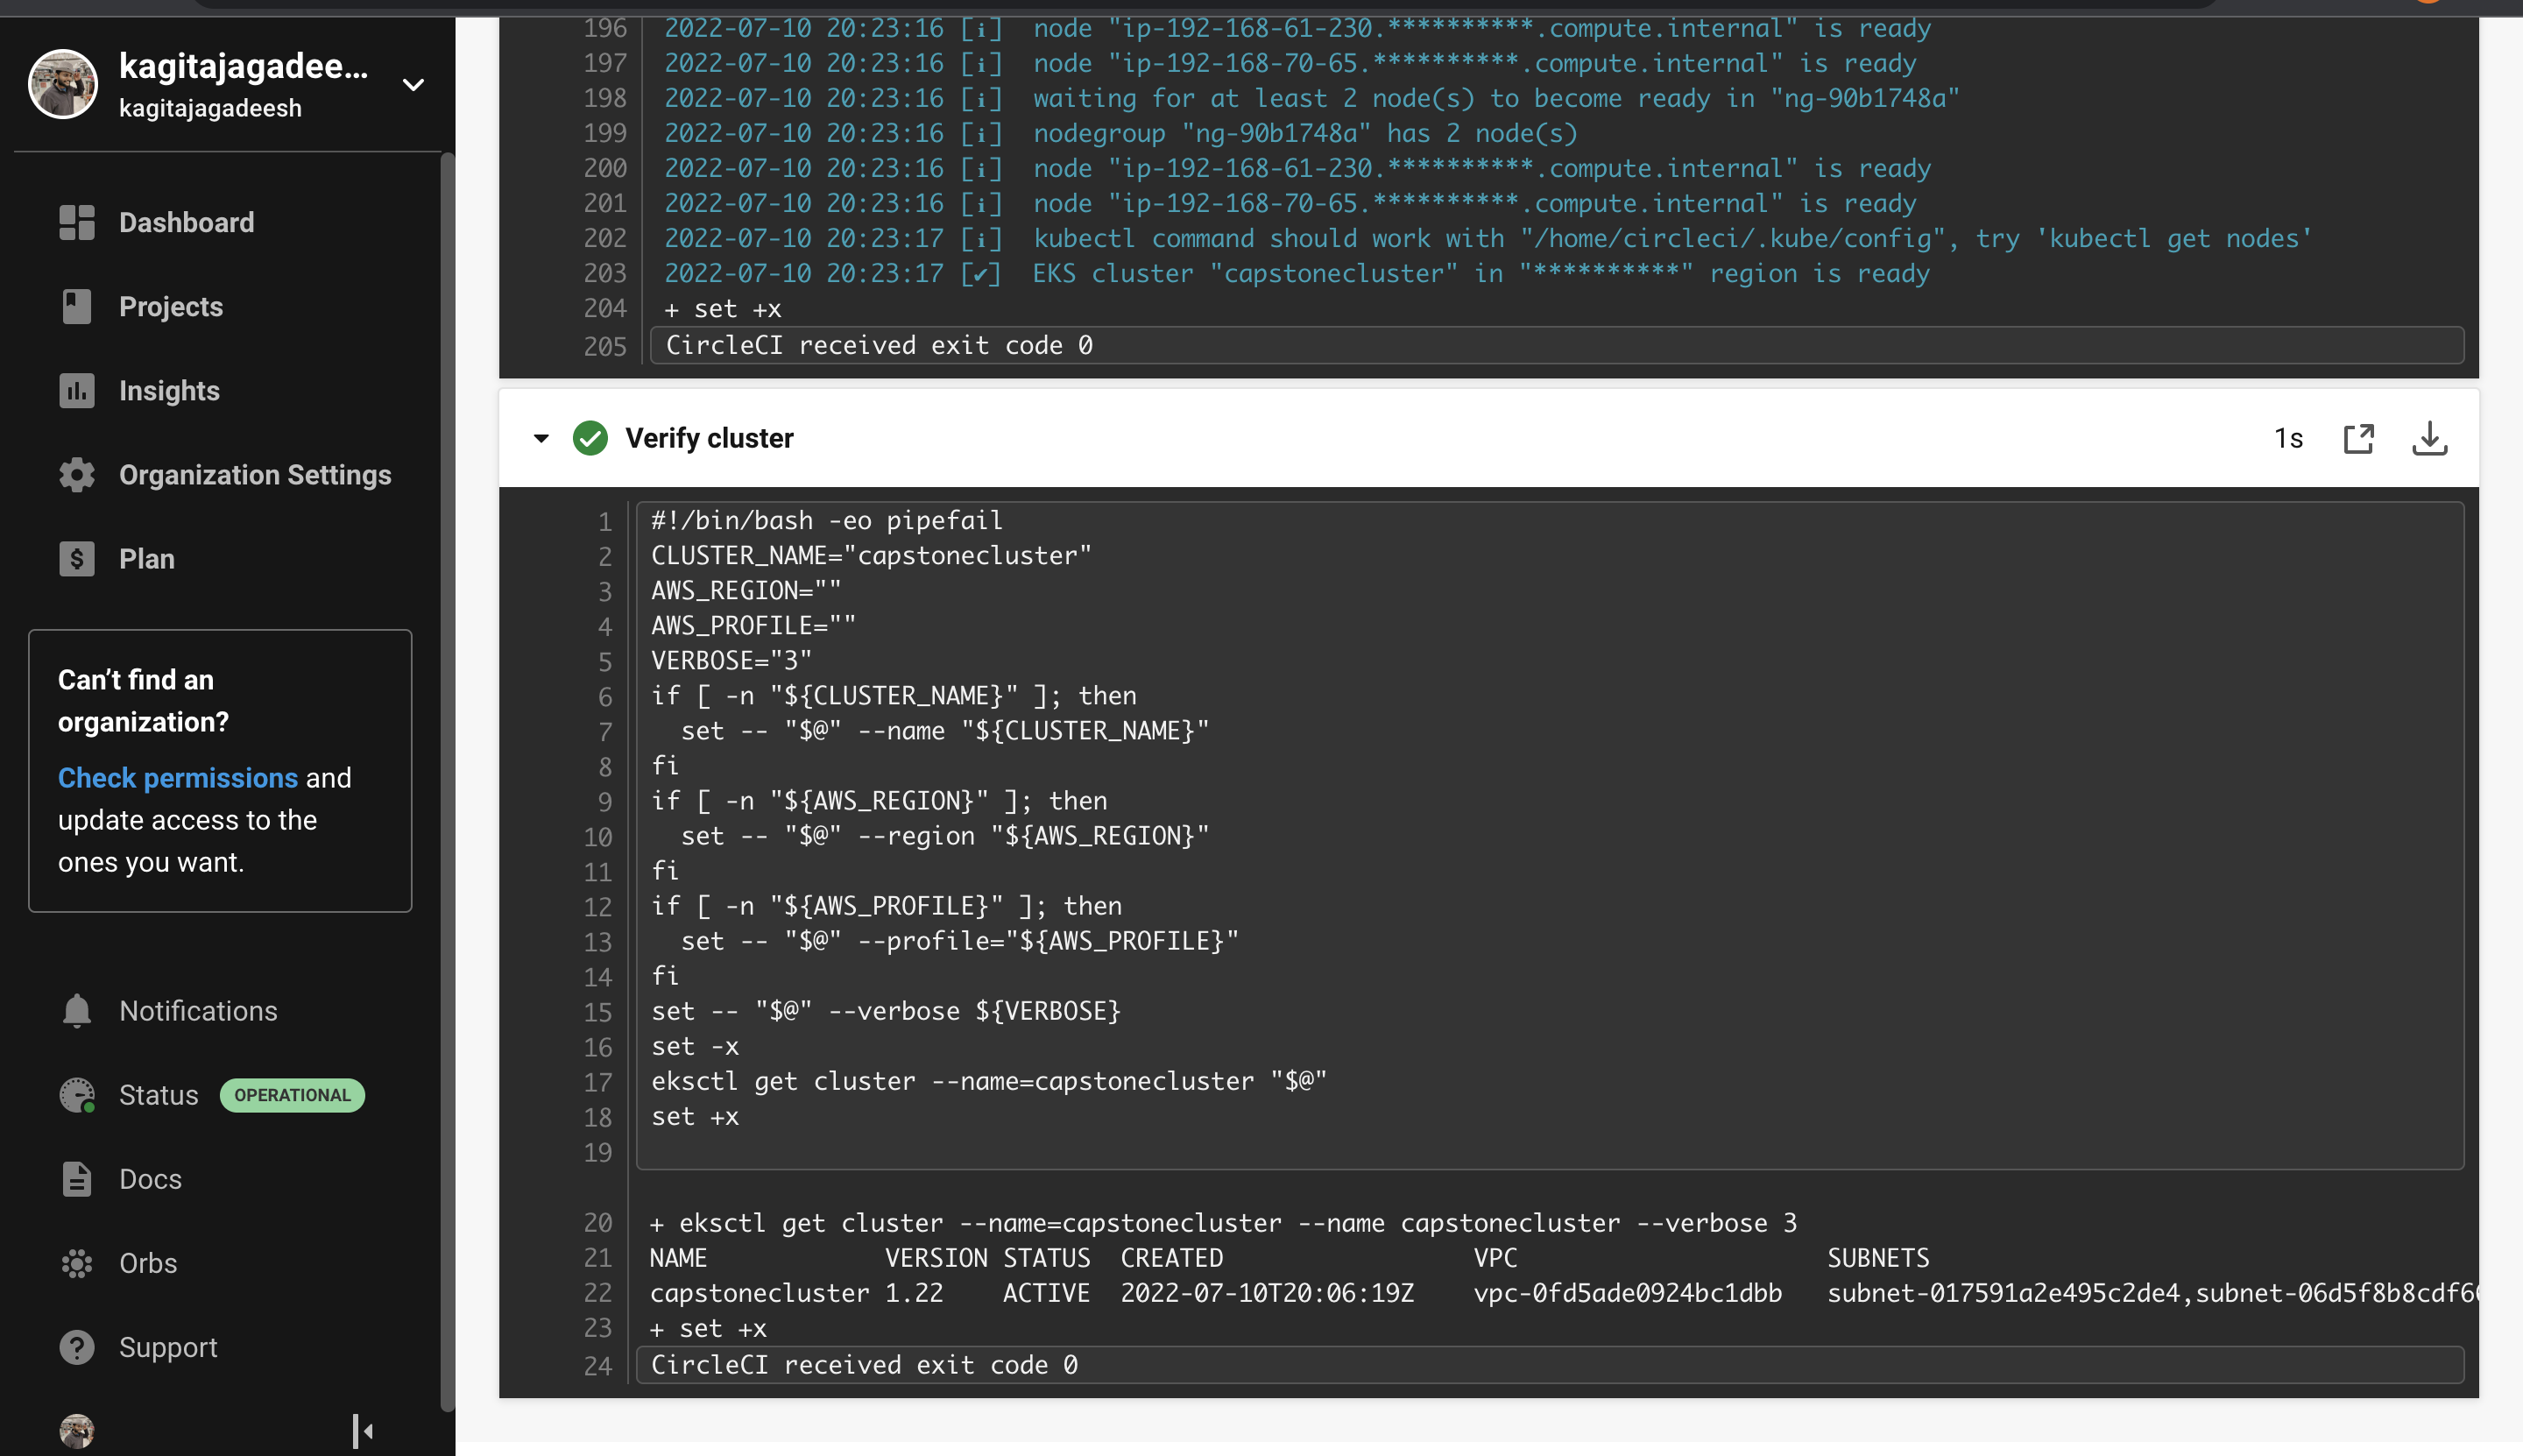 kagitajagadee...
kagitajagadeesh
Dashboard
Projects
Insights
Organization Settings
Plan
Can't find an
organization?
Check permissions and
update access to the
ones you want.
Notifications
Status OPERATIONAL
Docs
Orbs
Support
196 2022-07-10 20:23:16 [i]  node "ip-192-168-61-230.**********.compute.internal" is ready
197 2022-07-10 20:23:16 [i]  node "ip-192-168-70-65.**********.compute.internal" is ready
198 2022-07-10 20:23:16 [i]  waiting for at least 2 node(s) to become ready in "ng-90b1748a"
199 2022-07-10 20:23:16 [i]  nodegroup "ng-90b1748a" has 2 node(s)
200 2022-07-10 20:23:16 [i]  node "ip-192-168-61-230.**********.compute.internal" is ready
201 2022-07-10 20:23:16 [i]  node "ip-192-168-70-65.**********.compute.internal" is ready
202 2022-07-10 20:23:17 [i]  kubectl command should work with "/home/circleci/.kube/config", try 'kubectl get nodes'
203 2022-07-10 20:23:17 [✔]  EKS cluster "capstonecluster" in "**********" region is ready
204 + set +x
205 CircleCI received exit code 0
Verify cluster 1s
1 #!/bin/bash -eo pipefail
2 CLUSTER_NAME="capstonecluster"
3 AWS_REGION=""
4 AWS_PROFILE=""
5 VERBOSE="3"
6 if [ -n "${CLUSTER_NAME}" ]; then
7   set -- "$@" --name "${CLUSTER_NAME}"
8 fi
9 if [ -n "${AWS_REGION}" ]; then
10   set -- "$@" --region "${AWS_REGION}"
11 fi
12 if [ -n "${AWS_PROFILE}" ]; then
13   set -- "$@" --profile="${AWS_PROFILE}"
14 fi
15 set -- "$@" --verbose ${VERBOSE}
16 set -x
17 eksctl get cluster --name=capstonecluster "$@"
18 set +x
19
20 + eksctl get cluster --name=capstonecluster --name capstonecluster --verbose 3
21 NAME            VERSION STATUS  CREATED                 VPC                     SUBNETS
22 capstonecluster 1.22    ACTIVE  2022-07-10T20:06:19Z    vpc-0fd5ade0924bc1dbb   subnet-017591a2e495c2de4,subnet-06d5f8b8cdf6
23 + set +x
24 CircleCI received exit code 0